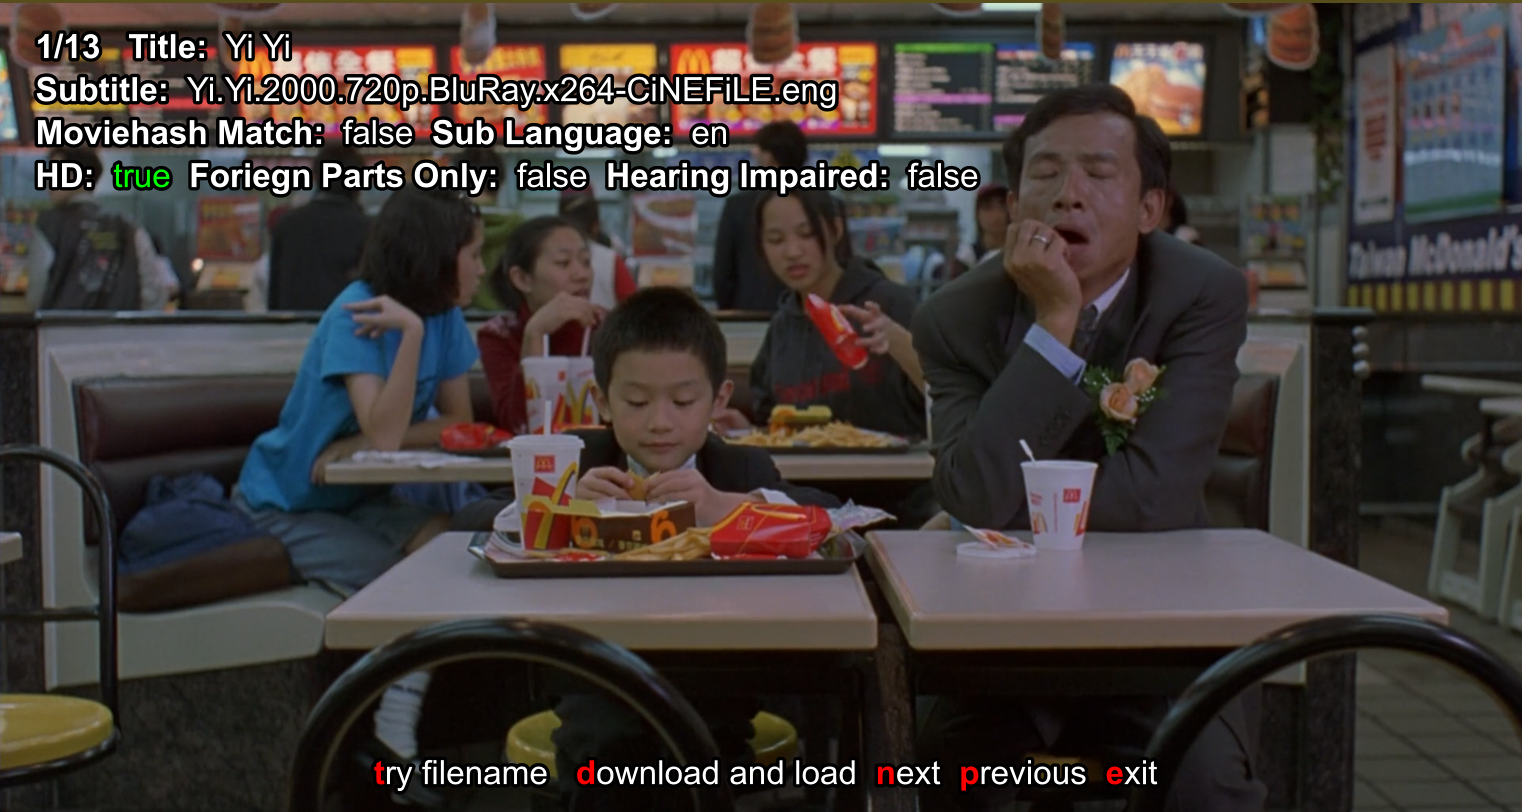 1/13 Title: Yi Yi
Subtitle: Yi.Yi.2000.720p.BluRay.x264-CiNEFiLE.eng
Moviehash Match: false Sub Language: en
HD: true Foriegn Parts Only: false Hearing Impaired: false
Taiwan McDonald's
6
try filename download and load next previous exit